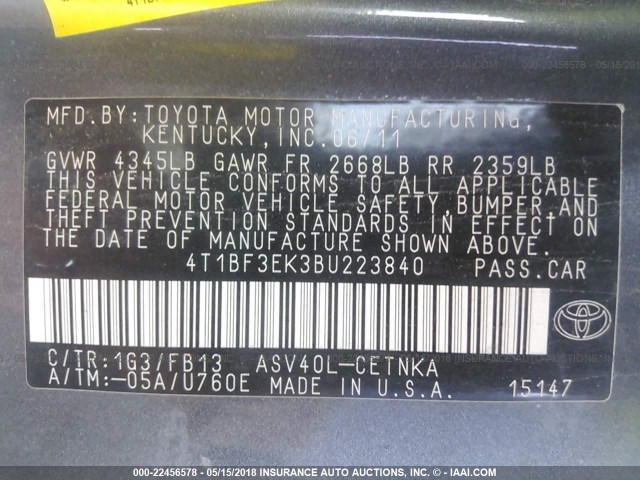 MFD.BY:TOYOTA MOTOR MANUFACTURING,
KENTUCKY,INC.06/11
GVWR 4345LB GAWR FR 2668LB RR 2359LB
THIS VEHICLE CONFORMS TO ALL APPLICABLE
FEDERAL MOTOR VEHICLE SAFETY,BUMPER,AND
THEFT PREVENTION STANDARDS IN EFFECT ON
THE DATE OF MANUFACTURE SHOWN ABOVE.
4T1BF3EK3BU223840 PASS.CAR
C/TR:1G3/FB13 ASV40L-CETNKA
A/TM:-05A/U760E MADE IN U.S.A. 15147
000-22456578 - 05/15/2018 INSURANCE AUTO AUCTIONS, INC. - IAAI.COM